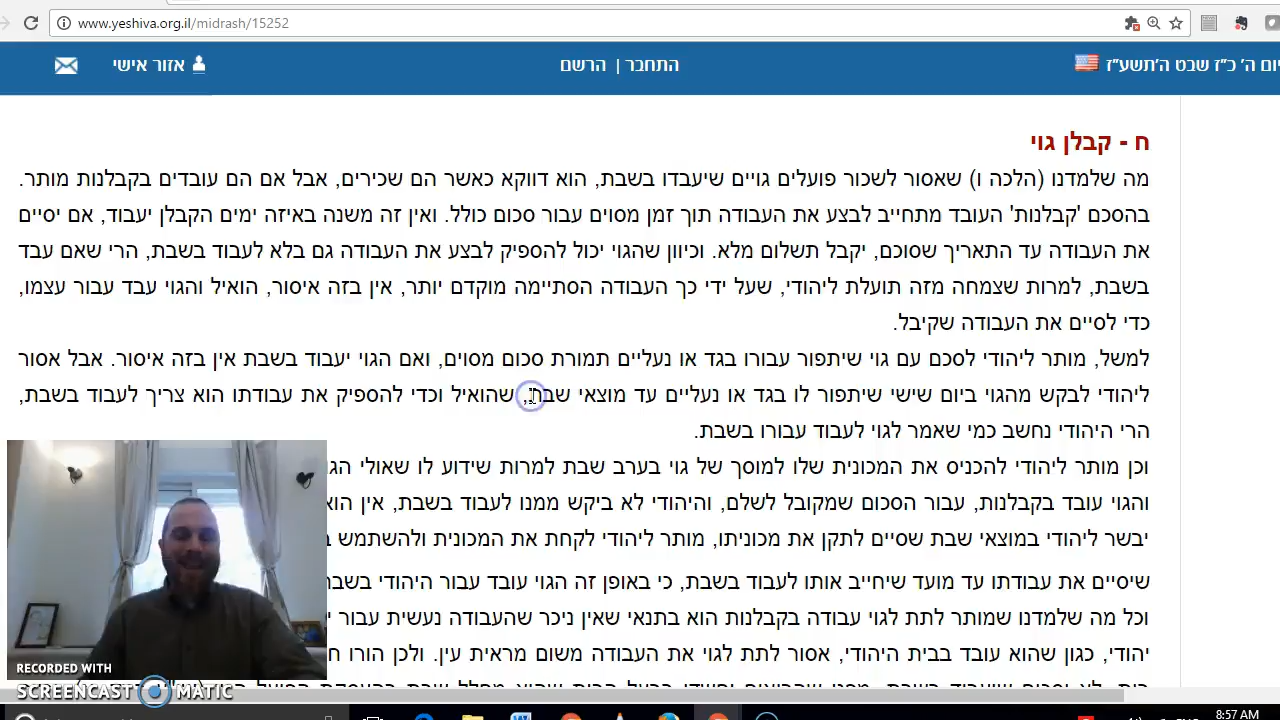 www.yeshiva.org.il/midrash/15252
יום ה' כ"ז שבט ה'תשע"ז
התחבר | הרשם
אזור אישי
ח - קבלן גוי
מה שלמדנו (הלכה ו) שאסור לשכור פועלים גויים שיעבדו בשבת, הוא דווקא כאשר הם שכירים, אבל אם הם עובדים בקבלנות מותר.
בהסכם 'קבלנות' העובד מתחייב לבצע את העבודה תוך זמן מסוים עבור סכום כולל. ואין זה משנה באיזה ימים הקבלן יעבוד, אם יסיים
את העבודה עד התאריך שסוכם, יקבל תשלום מלא. וכיוון שהגוי יכול להספיק לבצע את העבודה גם בלא לעבוד בשבת, הרי שאם עבד
בשבת, למרות שצמחה מזה תועלת ליהודי, שעל ידי כך העבודה הסתיימה מוקדם יותר, אין בזה איסור, הואיל והגוי עבד עבור עצמו,
כדי לסיים את העבודה שקיבל.
למשל, מותר ליהודי לסכם עם גוי שיתפור עבורו בגד או נעליים תמורת סכום מסוים, ואם הגוי יעבוד בשבת אין בזה איסור. אבל אסור
ליהודי לבקש מהגוי ביום שישי שיתפור לו בגד או נעליים עד מוצאי שבת, שהואיל וכדי להספיק את עבודתו הוא צריך לעבוד בשבת,
הרי היהודי נחשב כמי שאמר לגוי לעבוד עבורו בשבת.
וכן מותר ליהודי להכניס את המכונית שלו למוסך של גוי בערב שבת למרות שידוע לו שאולי
והגוי עובד בקבלנות, עבור הסכום שמקובל לשלם, והיהודי לא ביקש ממנו לעבוד בשבת, אין
יבשר ליהודי במוצאי שבת שסיים לתקן את מכוניתו, מותר ליהודי לקחת את המכונית ולהשתמש
שיסיים את עבודתו עד מועד שיחייב אותו לעבוד בשבת, כי באופן זה הגוי עובד עבור היהודי
וכל מה שלמדנו שמותר לתת לגוי עבודה בקבלנות הוא בתנאי שאין ניכר שהעבודה נעשית עבור
יהודי, כגון שהוא עובד בבית היהודי, אסור לתת לגוי את העבודה משום מראית עין. ולכן הורו
RECORDED WITH
SCREENCAST MATIC
8:57 AM